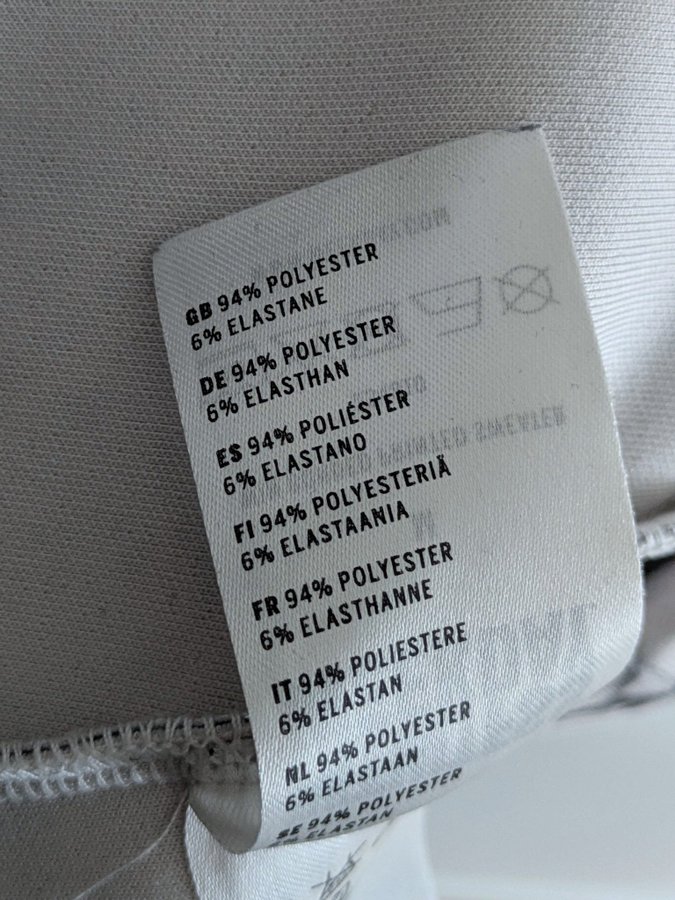 GB 94% POLYESTER
6% ELASTANE
DE 94% POLYESTER
6% ELASTHAN
ES 94% POLIÉSTER
6% ELASTANO
FI 94% POLYESTERIÄ
6% ELASTAANIA
FR 94% POLYESTER
6% ELASTHANNE
IT 94% POLIESTERE
6% ELASTAN
NL 94% POLYESTER
6% ELASTAAN
SE 94% POLYESTER
6% ELASTAN